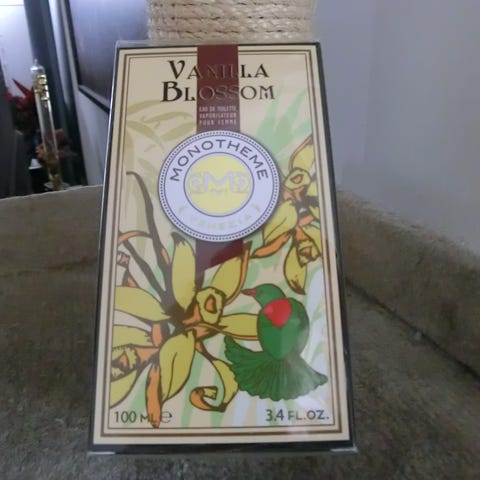 VANILLA
BLOSSOM
EAU DE TOILETTE
VAPORISATEUR
POUR FEMME
MONOTHEME
VENEZIA
100 ML e
3.4 FL.OZ.